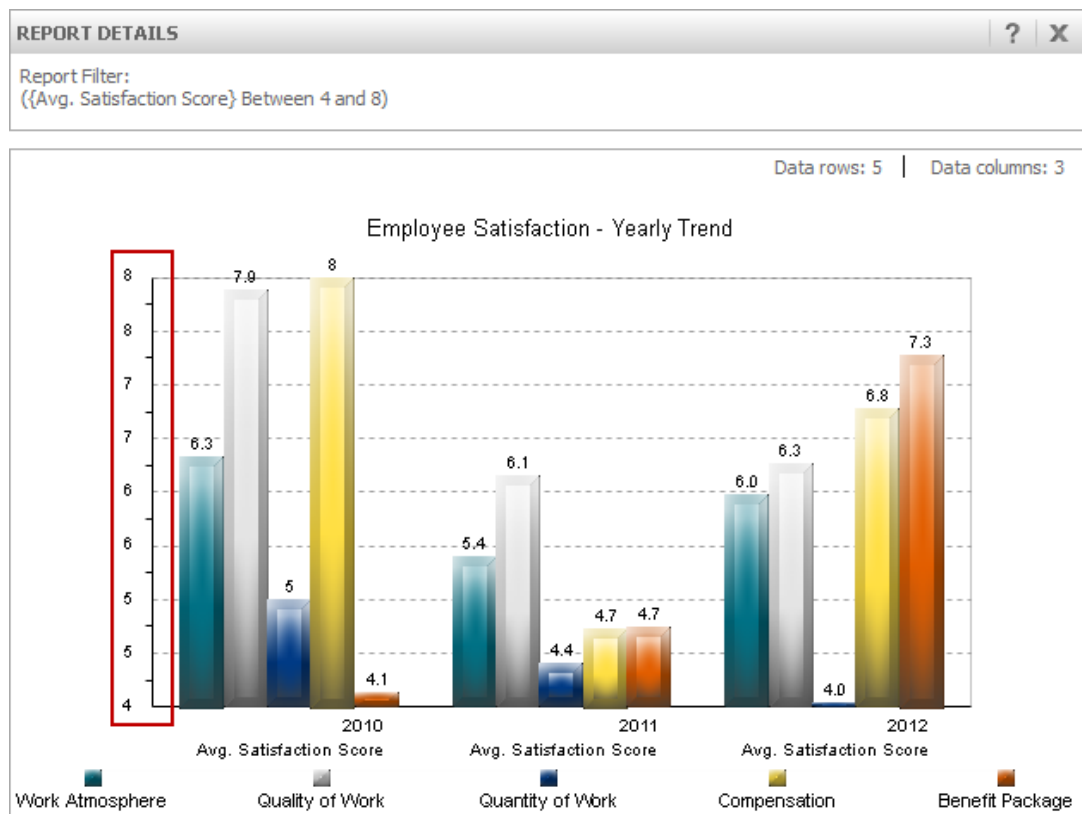 REPORT DETAILS ? X
Report Filter:
({Avg. Satisfaction Score} Between 4 and 8)
Data rows: 5 | Data columns: 3
Employee Satisfaction - Yearly Trend
8
8
7
7
6
6
5
5
4
6.3 7.9 5 8 4.1
5.4 6.1 4.4 4.7 4.7
6.0 6.3 4.0 6.8 7.3
2010 2011 2012
Avg. Satisfaction Score Avg. Satisfaction Score Avg. Satisfaction Score
Work Atmosphere Quality of Work Quantity of Work Compensation Benefit Package